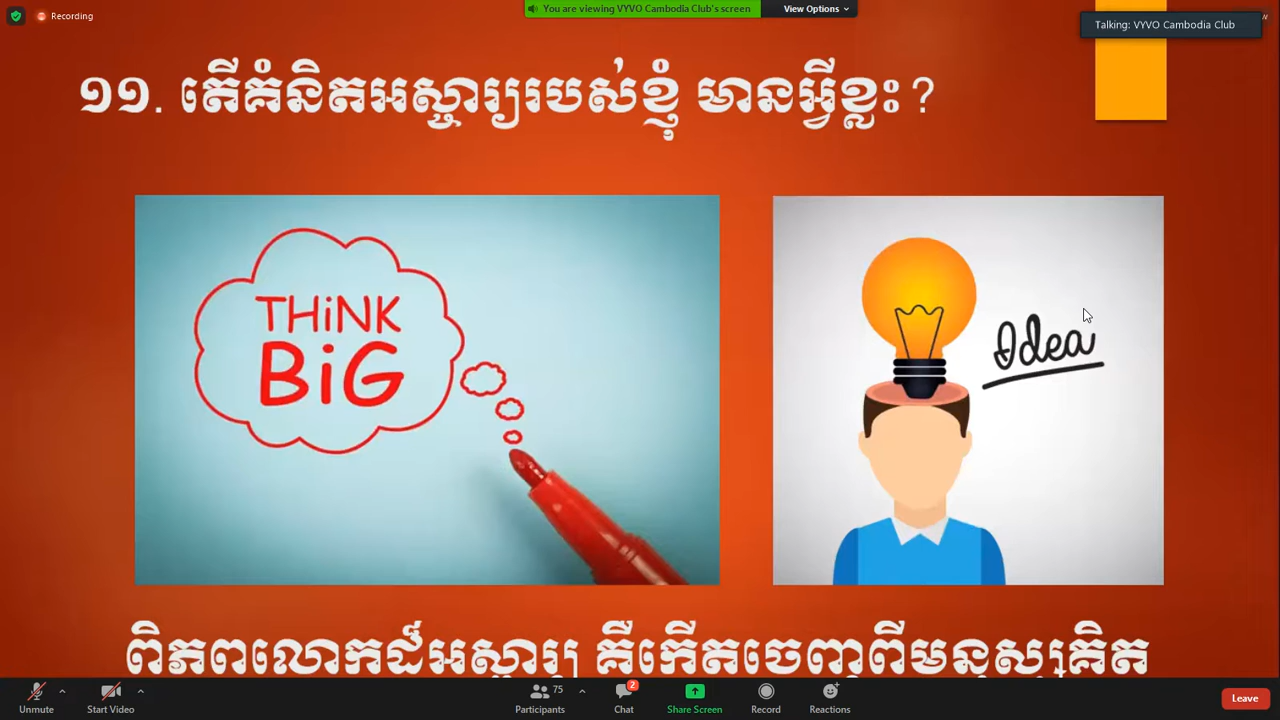 Recording
You are viewing VYVO Cambodia Club's screen
View Options
Talking: VYVO Cambodia Club
១១. តើគំនិតអស្ចារ្យរបស់ខ្ញុំ មានអ្វីខ្លះ?
THiNK
BiG
Idea
ពិភពលោកដ៏អស្ចារ្យ គឺកើតចេញពីមនុស្សគិត
75
2
Unmute
Start Video
Participants
Chat
Share Screen
Record
Reactions
Leave